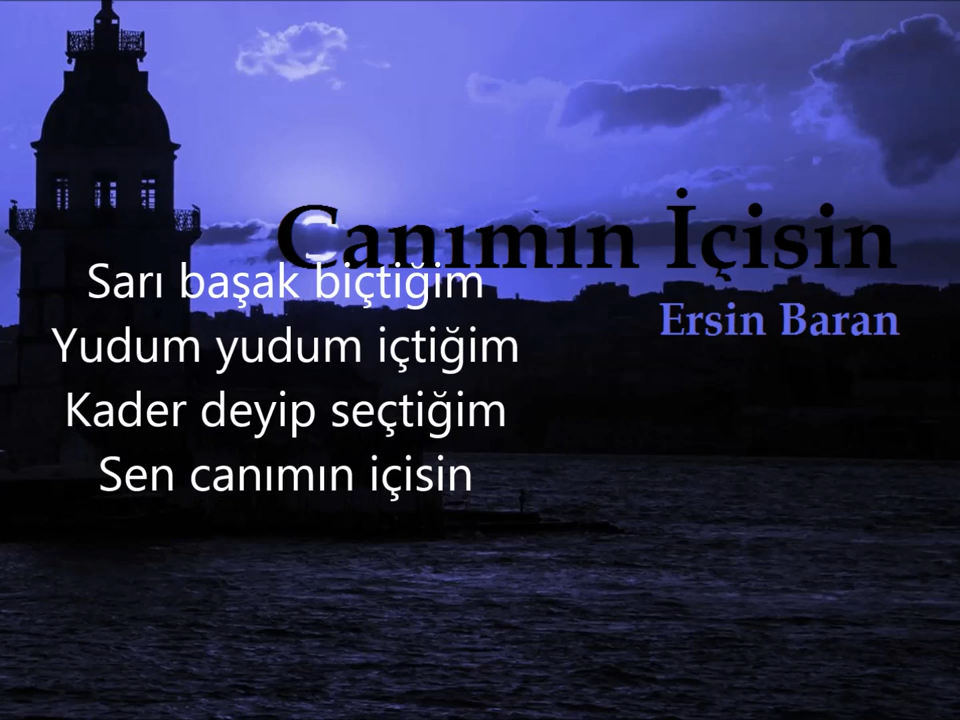 Canımın İçisin
Ersin Baran
Sarı başak biçtiğim
Yudum yudum içtiğim
Kader deyip seçtiğim
Sen canımın içisin